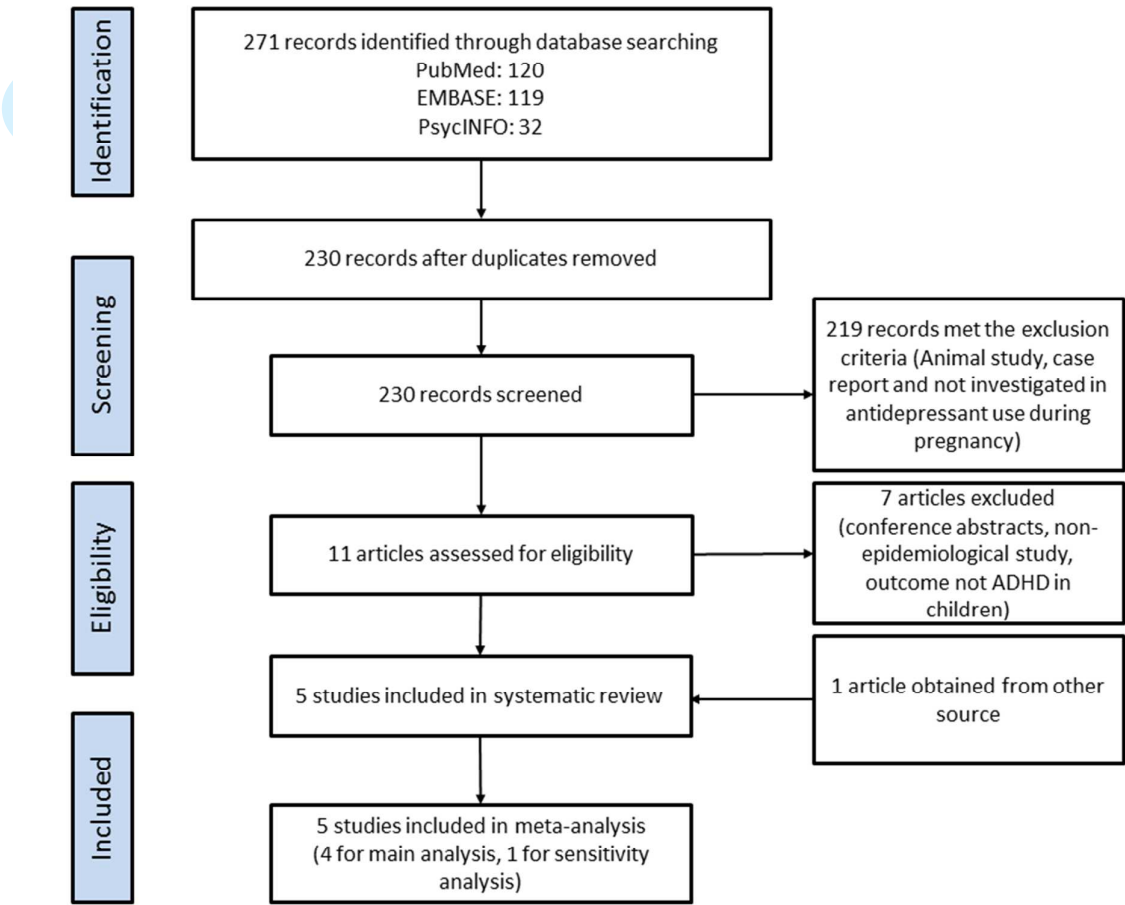 Identification
271 records identified through database searching
PubMed: 120
EMBASE: 119
PsycINFO: 32
230 records after duplicates removed
Screening
230 records screened
219 records met the exclusion
criteria (Animal study, case
report and not investigated in
antidepressant use during
pregnancy)
Eligibility
11 articles assessed for eligibility
7 articles excluded
(conference abstracts, non-
epidemiological study,
outcome not ADHD in
children)
5 studies included in systematic review
1 article obtained from other
source
Included
5 studies included in meta-analysis
(4 for main analysis, 1 for sensitivity
analysis)